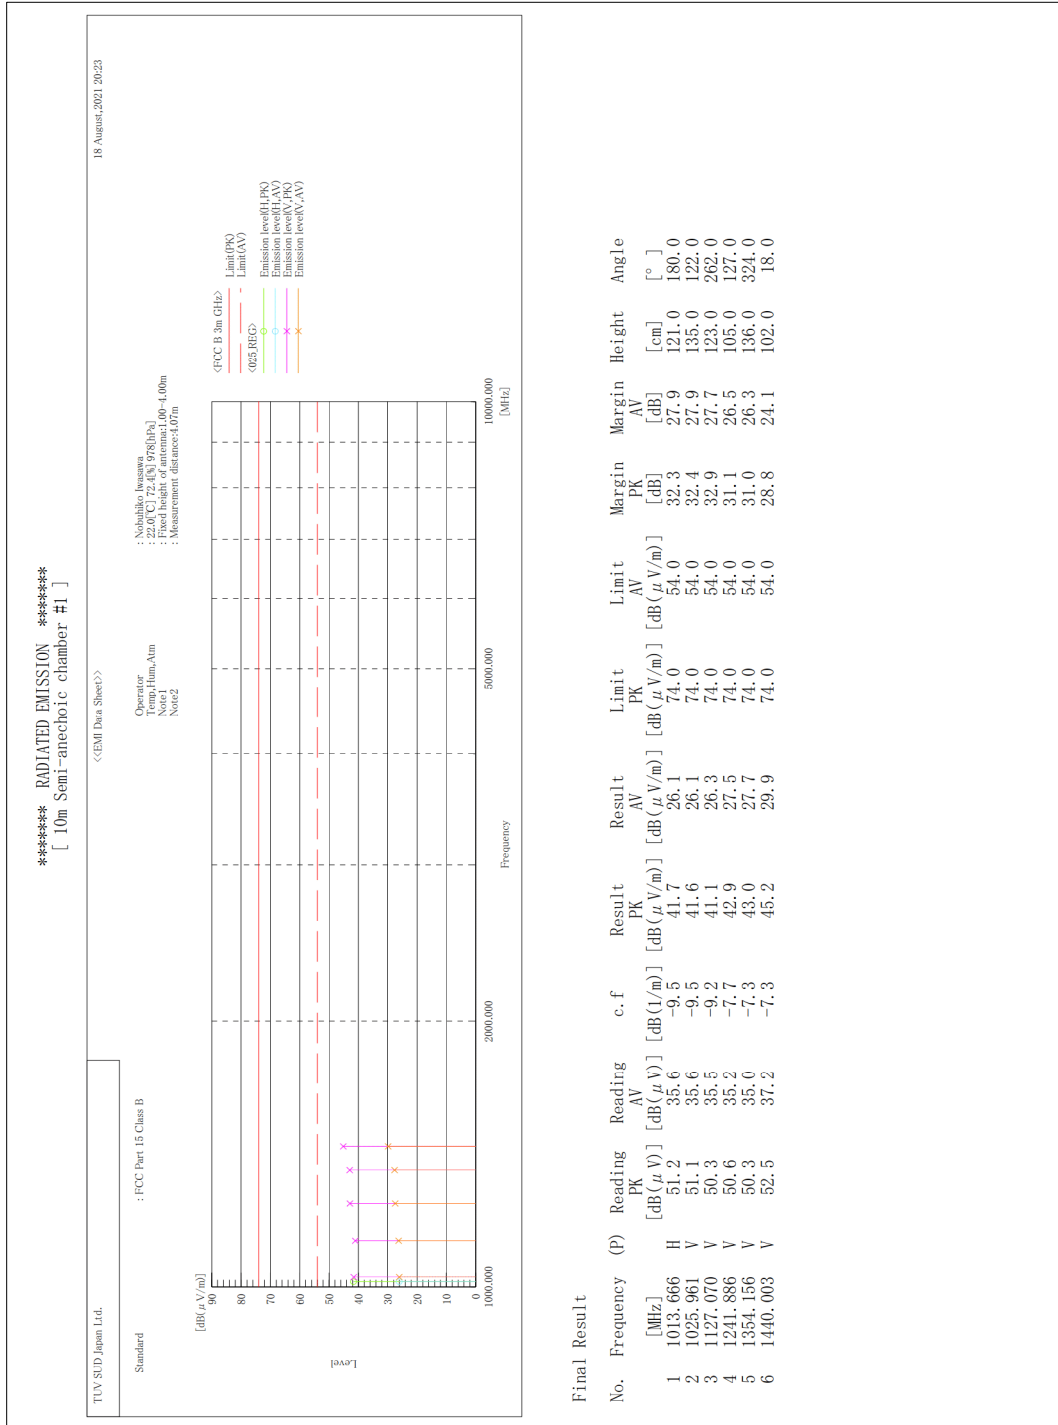 ******* RADIATED EMISSION *******
[ 10m Semi-anechoic chamber #1 ]
TUV SUD Japan Ltd.
<<EMI Data Sheet>>
18 August,2021 20:23
Standard : FCC Part 15 Class B
Operator : Nobuhiko Iwasawa
Temp,Hum,Atm : 22.0[℃] 72.4[%] 978[hPa]
Note1 : Fixed height of antenna:1.00-4.00m
Note2 : Measurement distance:4.07m
<FCC B 3m GHz>
Limit(PK)
Limit(AV)
<025_REG>
Emission level(H,PK)
Emission level(H,AV)
Emission level(V,PK)
Emission level(V,AV)
[dB(μV/m)]
90
80
70
60
50
40
30
20
10
0
Level
1000.000 2000.000 5000.000 10000.000
Frequency [MHz]
Final Result
No. Frequency (P) Reading Reading c.f Result Result Limit Limit Margin Margin Height Angle
PK AV PK AV PK AV PK AV
[MHz] [dB(μV)] [dB(μV)] [dB(1/m)] [dB(μV/m)] [dB(μV/m)] [dB(μV/m)] [dB(μV/m)] [dB] [dB] [cm] [°]
1 1013.666 H 51.2 35.6 -9.5 41.7 26.1 74.0 54.0 32.3 27.9 121.0 180.0
2 1025.961 V 51.1 35.6 -9.5 41.6 26.1 74.0 54.0 32.4 27.9 135.0 122.0
3 1127.070 V 50.3 35.5 -9.2 41.1 26.3 74.0 54.0 32.9 27.7 123.0 262.0
4 1241.886 V 50.6 35.2 -7.7 42.9 27.5 74.0 54.0 31.1 26.5 105.0 127.0
5 1354.156 V 50.3 35.0 -7.3 43.0 27.7 74.0 54.0 31.0 26.3 136.0 324.0
6 1440.003 V 52.5 37.2 -7.3 45.2 29.9 74.0 54.0 28.8 24.1 102.0 18.0